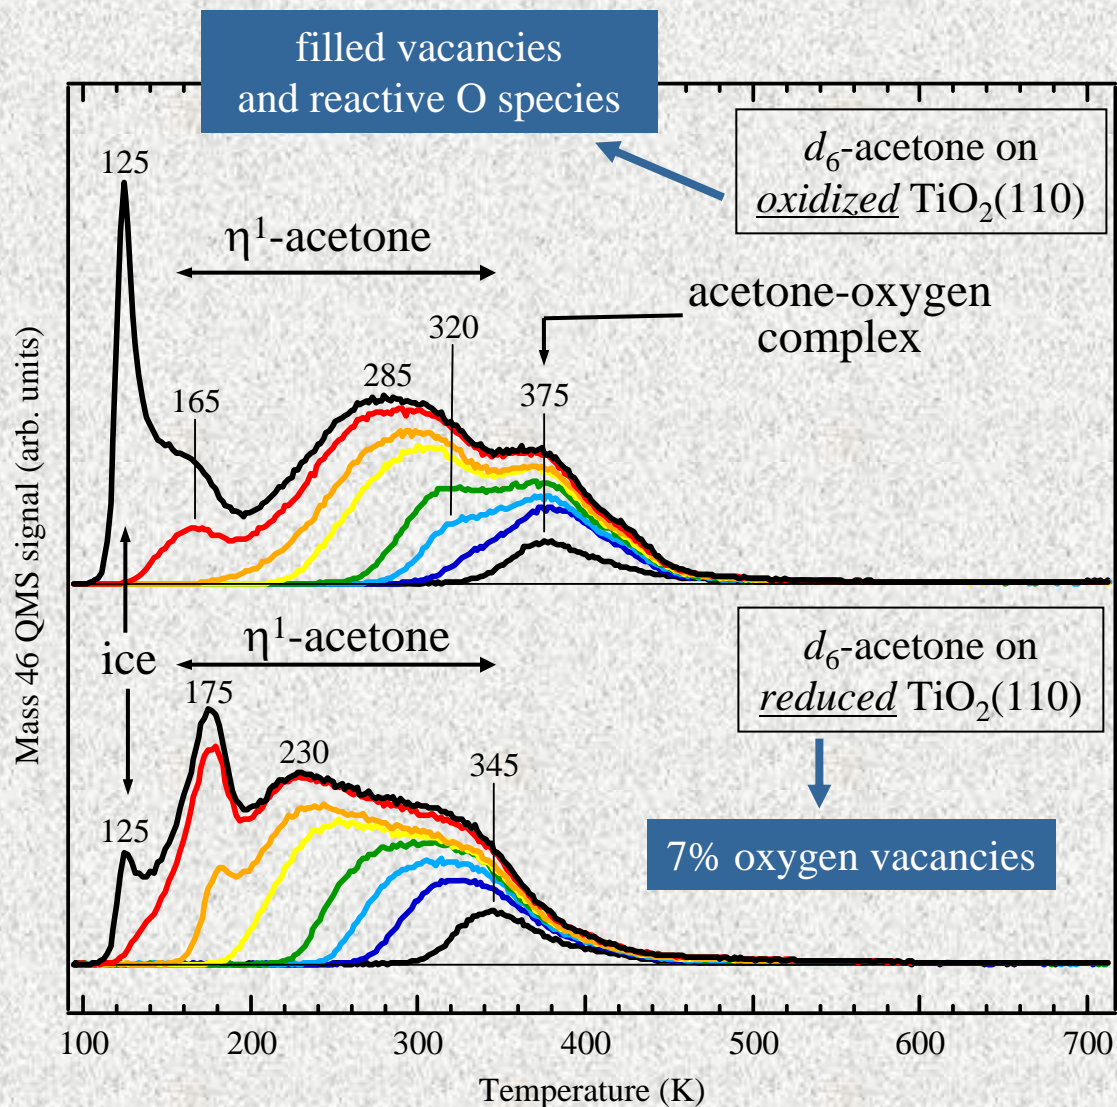 filled vacancies
and reactive O species
d₆-acetone on
oxidized TiO₂(110)
125
η¹-acetone
acetone-oxygen
complex
320
285
375
165
Mass 46 QMS signal (arb. units)
ice
η¹-acetone
d₆-acetone on
reduced TiO₂(110)
175
230
345
125
7% oxygen vacancies
100 200 300 400 500 600 700
Temperature (K)